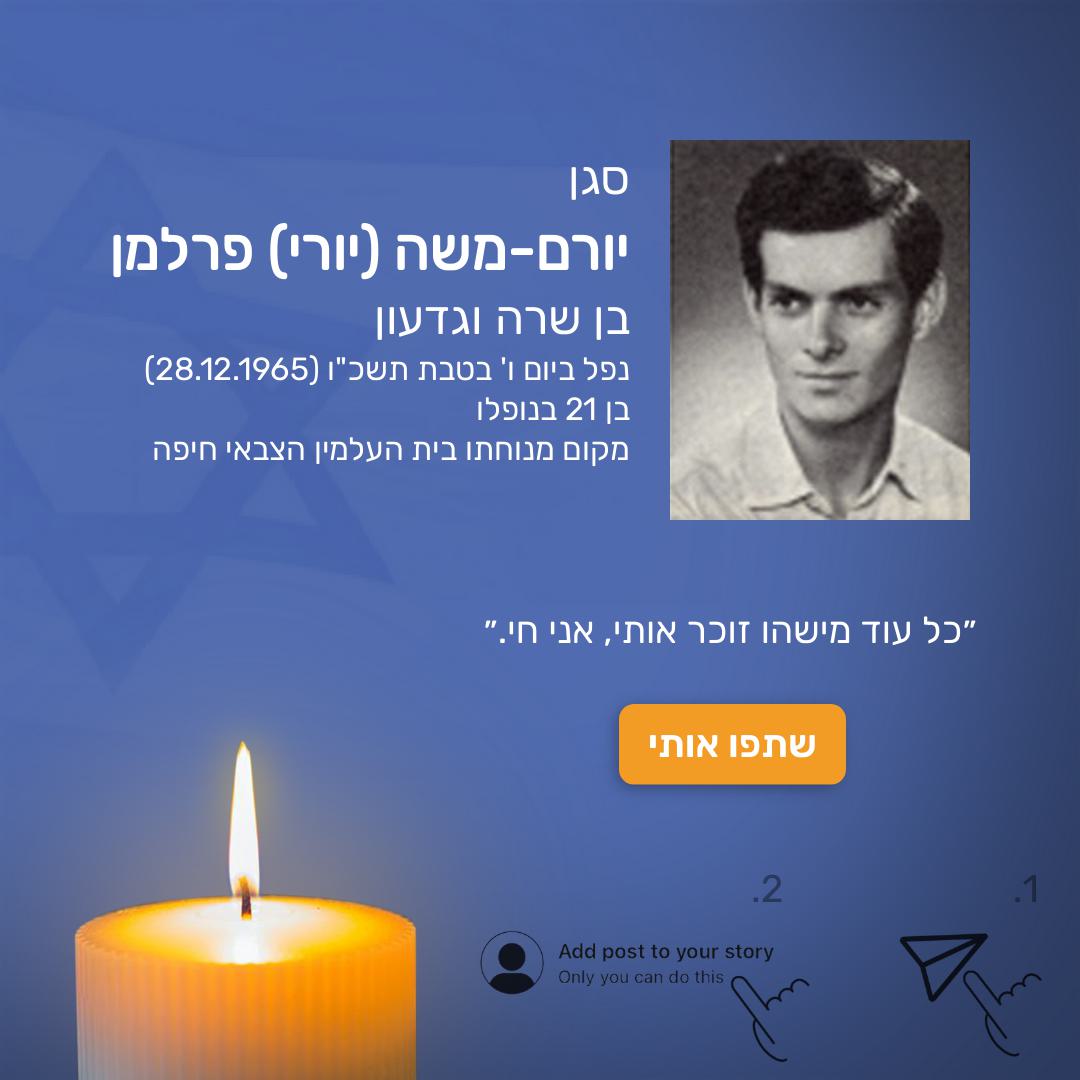 סגן
יורם-משה (יורי) פרלמן
בן שרה וגדעון
נפל ביום ו' בטבת תשכ"ו (28.12.1965)
בן 21 בנופלו
מקום מנוחתו בית העלמין הצבאי חיפה
״כל עוד מישהו זוכר אותי, אני חי.״
שתפו אותי
.1
.2
Add post to your story
Only you can do this